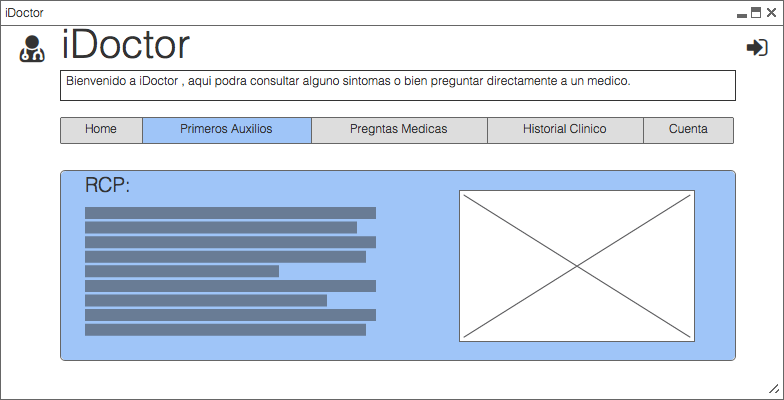 iDoctor
iDoctor
Bienvenido a iDoctor , aqui podra consultar alguno sintomas o bien preguntar directamente a un medico.
Home
Primeros Auxilios
Pregntas Medicas
Historial Clinico
Cuenta
RCP: